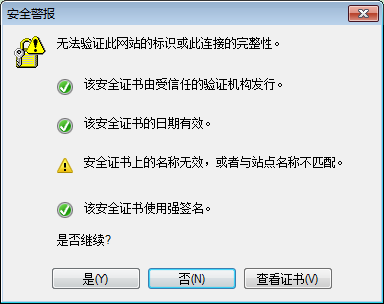 安全警报
无法验证此网站的标识或此连接的完整性。
该安全证书由受信任的验证机构发行。
该安全证书的日期有效。
安全证书上的名称无效，或者与站点名称不匹配。
该安全证书使用强签名。
是否继续?
是(Y) 否(N) 查看证书(V)